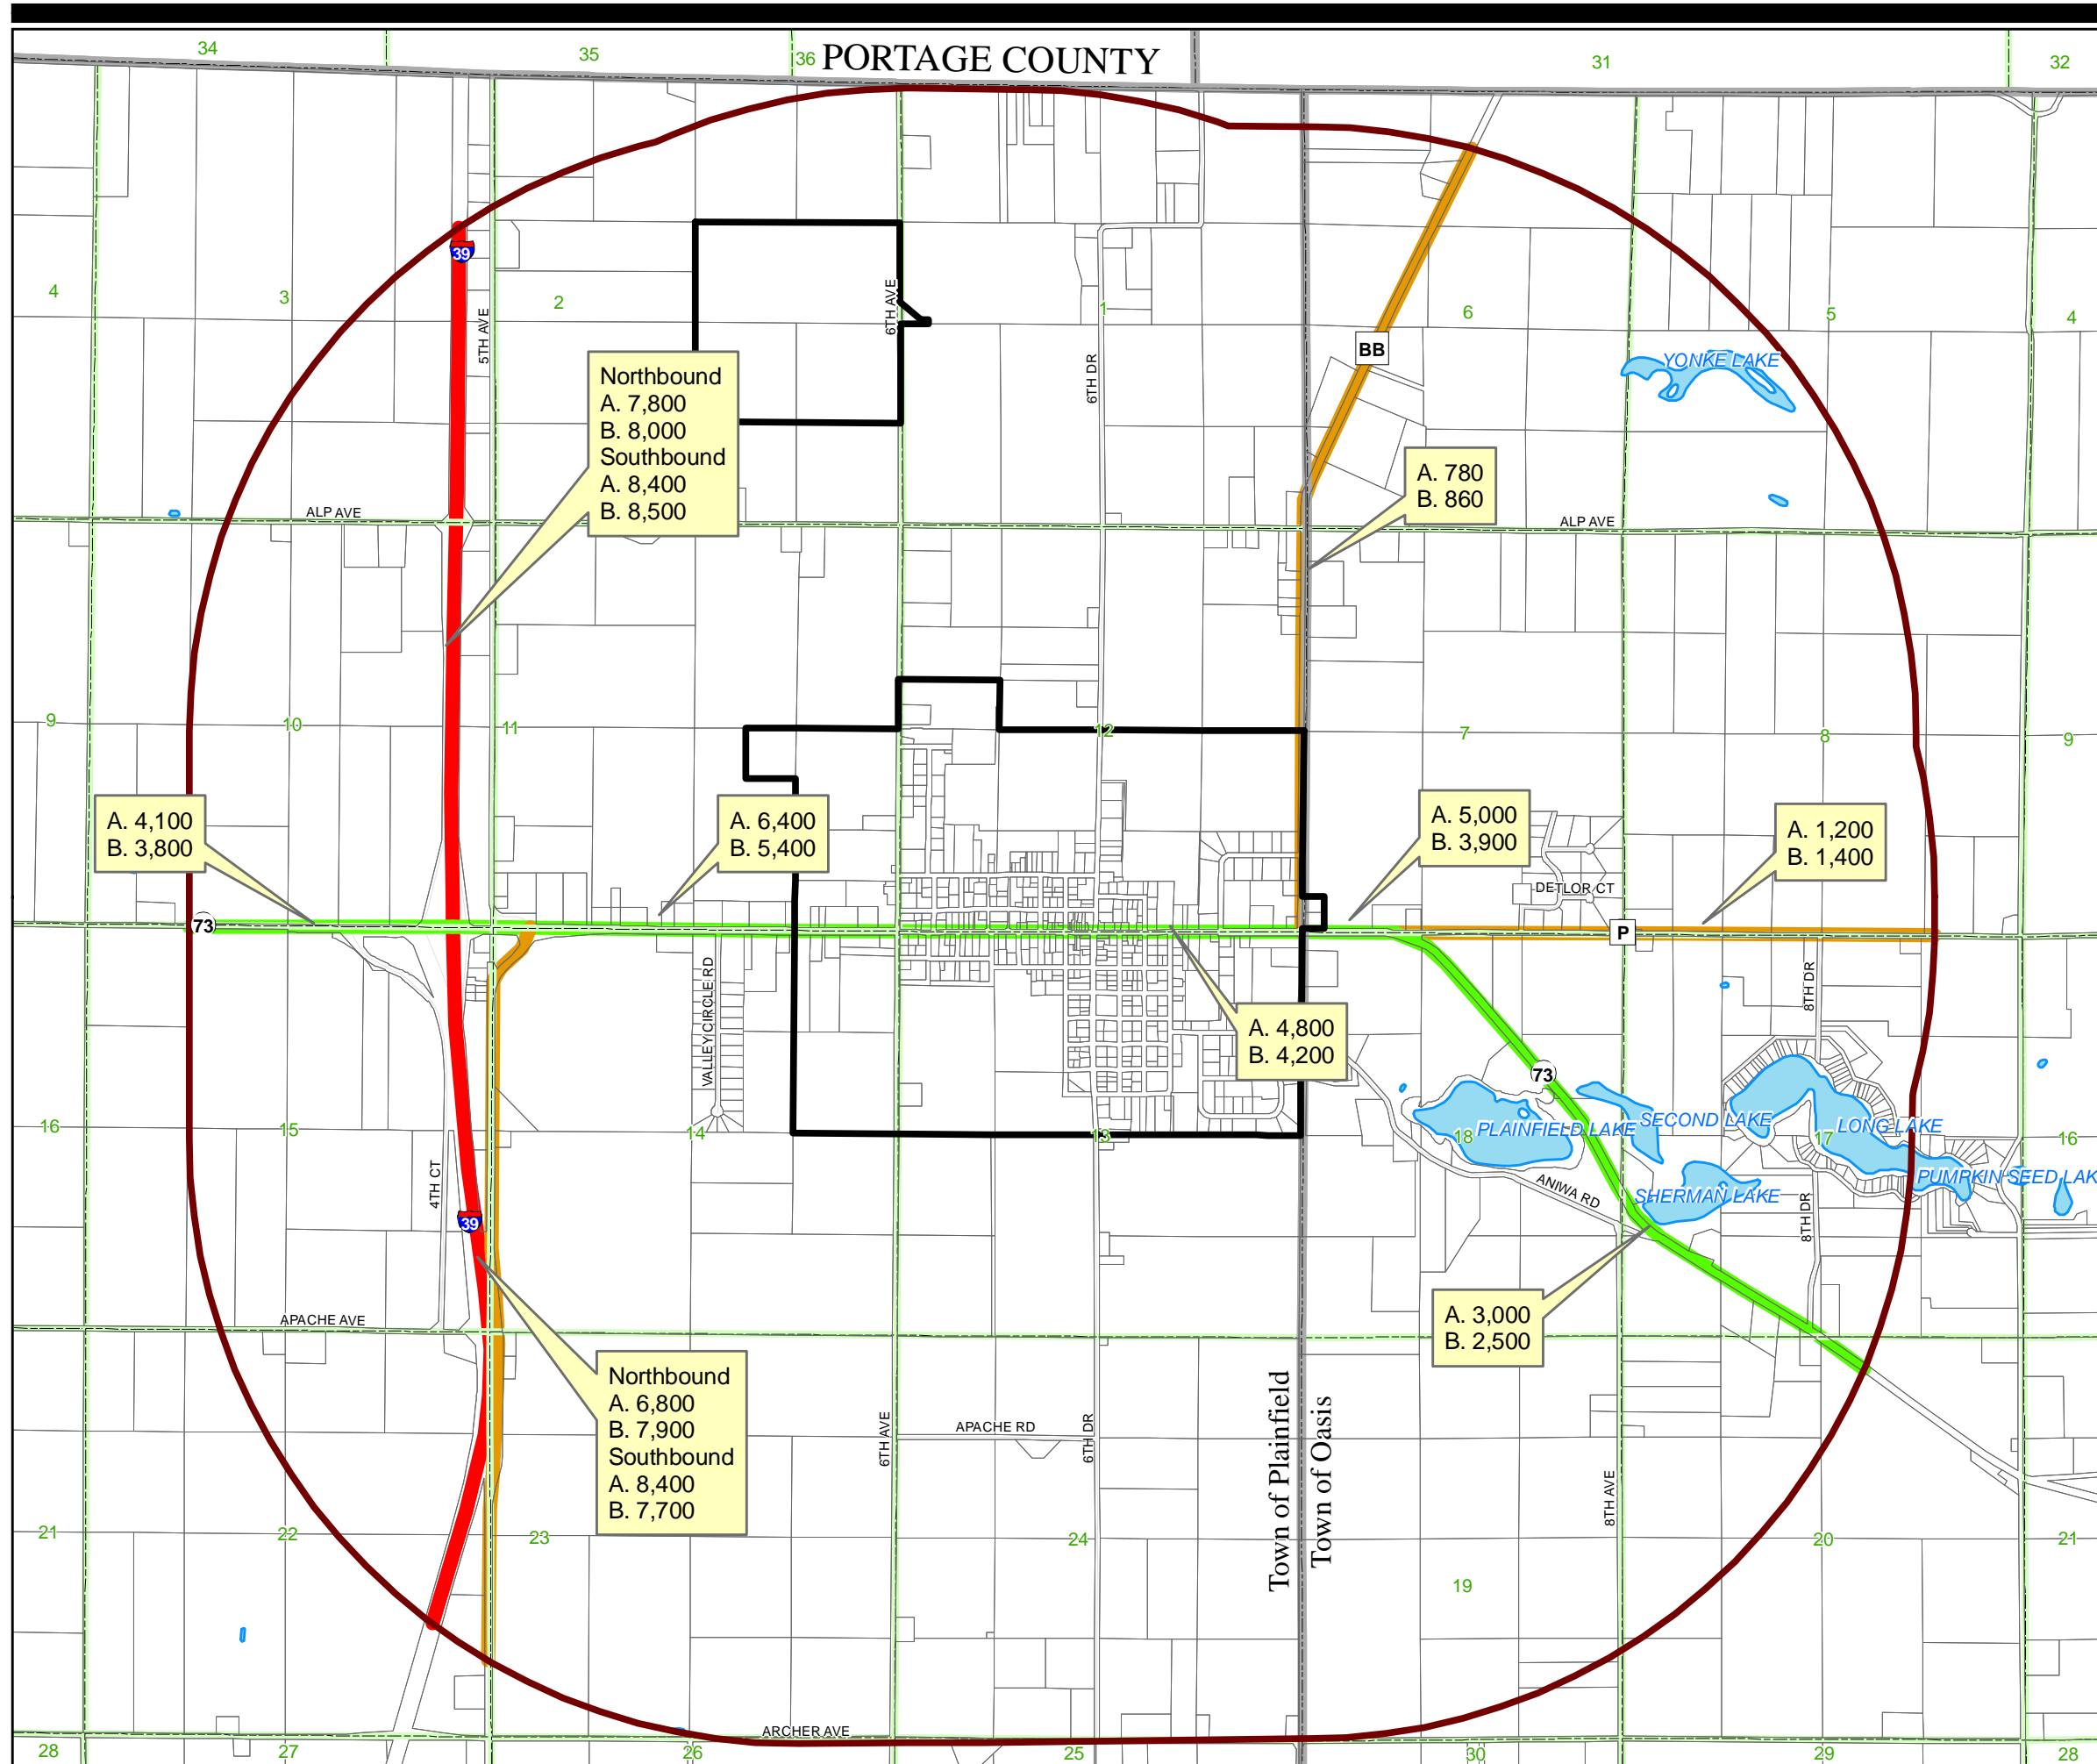 34
35
36
PORTAGE COUNTY
31
32
39
4
3
2
5TH AVE
6TH AVE
1
6TH DR
6
5
4
BB
YONKE LAKE
Northbound
A. 7,800
B. 8,000
Southbound
A. 8,400
B. 8,500
A. 780
B. 860
ALP AVE
ALP AVE
9
10
11
12
7
8
9
A. 4,100
B. 3,800
A. 6,400
B. 5,400
A. 5,000
B. 3,900
A. 1,200
B. 1,400
DETLOR CT
73
P
VALLEY CIRCLE RD
8TH DR
A. 4,800
B. 4,200
73
16
15
14
13
18
PLAINFIELD LAKE
SECOND LAKE
17
LONG LAKE
16
PUMPKIN SEED LAK
SHERMAN LAKE
ANIWA RD
8TH DR
4TH CT
39
APACHE AVE
A. 3,000
B. 2,500
Northbound
A. 6,800
B. 7,900
Southbound
A. 8,400
B. 7,700
6TH AVE
APACHE RD
6TH DR
Town of Plainfield
Town of Oasis
8TH AVE
21
22
23
24
19
20
21
ARCHER AVE
28
27
26
25
30
29
28